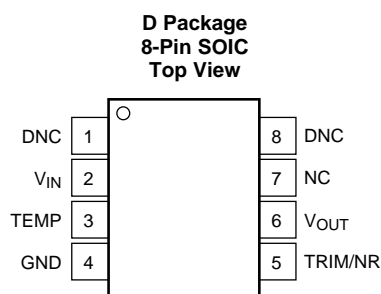 D Package
8-Pin SOIC
Top View
DNC 1 8 DNC
VIN 2 7 NC
TEMP 3 6 VOUT
GND 4 5 TRIM/NR